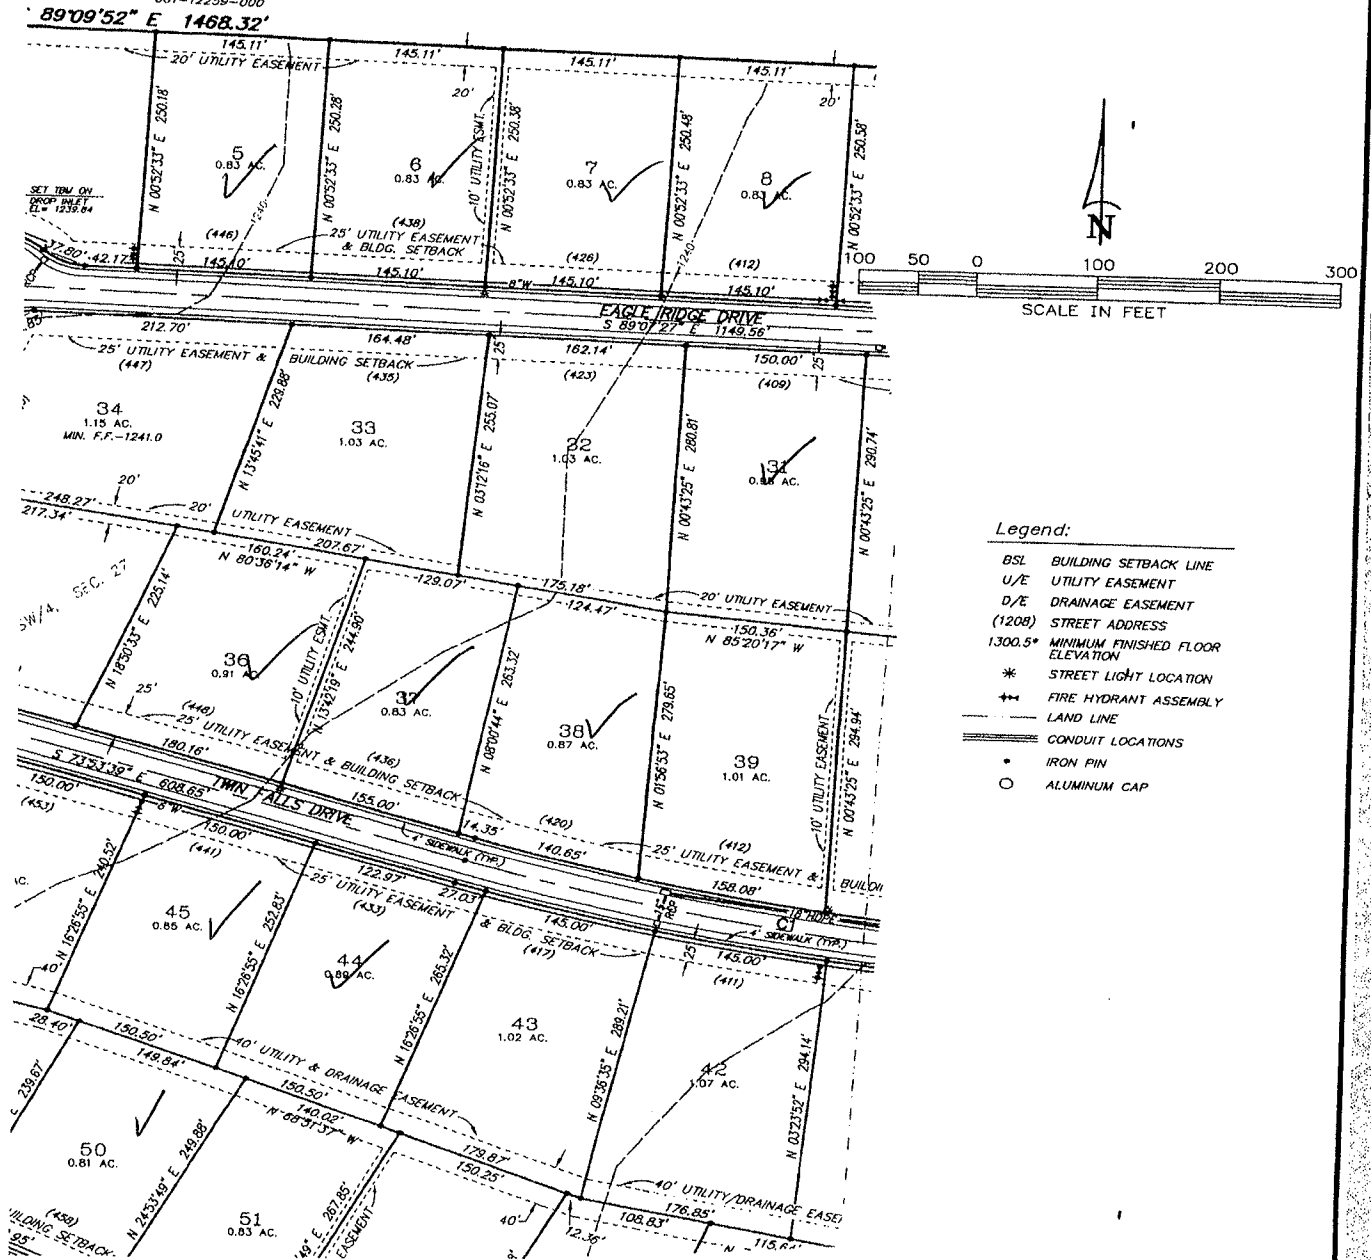 89°09'52" E 1468.32'
145.11'
145.11'
145.11'
145.11'
20' UTILITY EASEMENT
20'
20'
N 00°52'33" E 250.18'
N 00°52'33" E 250.28'
10' UTILITY ESMT.
N 00°52'33" E 250.38'
N 00°52'33" E 250.48'
N 00°52'33" E 250.58'
5
0.83 AC.
6
0.83 AC.
7
0.83 AC.
8
0.83 AC.
SET TBM ON
DROP INLET
EL= 1239.84
(446)
(438)
25' UTILITY EASEMENT
& BLDG. SETBACK
(426)
(412)
1240
1240
37.80'
42.17'
25'
145.10'
145.10'
8"W
145.10'
145.10'
EAGLE RIDGE DRIVE
S 89°07'27" E 1149.56'
N
100 50 0 100 200 300
SCALE IN FEET
212.70'
164.48'
25'
162.14'
150.00'
25'
25' UTILITY EASEMENT & BUILDING SETBACK
(447)
(435)
(423)
(409)
34
1.15 AC.
MIN. F.F.-1241.0
N 13°45'41" E 229.88'
33
1.03 AC.
N 03°12'16" E 255.07'
32
1.03 AC.
N 00°43'25" E 280.81'
31
N 00°43'25" E 290.74'
20'
248.27'
20' UTILITY EASEMENT
217.34'
160.24'
207.67'
N 80°36'14" W
129.07'
175.18'
124.47'
20' UTILITY EASEMENT
150.36'
N 85°20'17" W
SW/4, SEC. 27
N 18°50'33" E 225.14'
36
0.91 AC.
10' UTILITY ESMT.
N 13°42'19" E 244.90'
37
0.83 AC.
N 08°00'44" E 263.32'
38
0.87 AC.
N 01°56'53" E 279.65'
39
1.01 AC.
10' UTILITY EASEMENT
N 00°43'25" E 294.94'
25'
(448)
25' UTILITY EASEMENT & BUILDING SETBACK
(436)
(420)
(412)
25' UTILITY EASEMENT &
180.16'
S 73°53'39" E 608.65'
TWIN FALLS DRIVE
155.00'
14.35'
140.65'
158.08'
4' SIDEWALK (TYP.)
150.00'
(453)
8"W
150.00'
(441)
122.97'
27.03'
25' UTILITY EASEMENT
& BLDG. SETBACK
(433)
145.00'
(417)
15"
RCP
18" HDPE
4' SIDEWALK (TYP.)
25'
145.00'
(411)
N 16°26'55" E 240.52'
45
0.85 AC.
N 16°26'55" E 252.83'
44
0.89 AC.
N 16°26'55" E 265.32'
43
1.02 AC.
N 09°36'35" E 289.21'
42
1.07 AC.
N 03°23'52" E 294.14'
40'
28.40'
150.50'
149.84'
40' UTILITY & DRAINAGE EASEMENT
150.50'
140.02'
N 68°51'37" W
179.87'
150.25'
40' UTILITY/DRAINAGE
40'
12.36'
108.83'
176.85'
E 239.67'
50
0.81 AC.
N 24°53'49" E 249.88'
51
0.83 AC.
E 267.85'
EASEMENT
(458)
Legend:
BSL BUILDING SETBACK LINE
U/E UTILITY EASEMENT
D/E DRAINAGE EASEMENT
(1208) STREET ADDRESS
1300.5* MINIMUM FINISHED FLOOR
ELEVATION
STREET LIGHT LOCATION
FIRE HYDRANT ASSEMBLY
LAND LINE
CONDUIT LOCATIONS
IRON PIN
ALUMINUM CAP